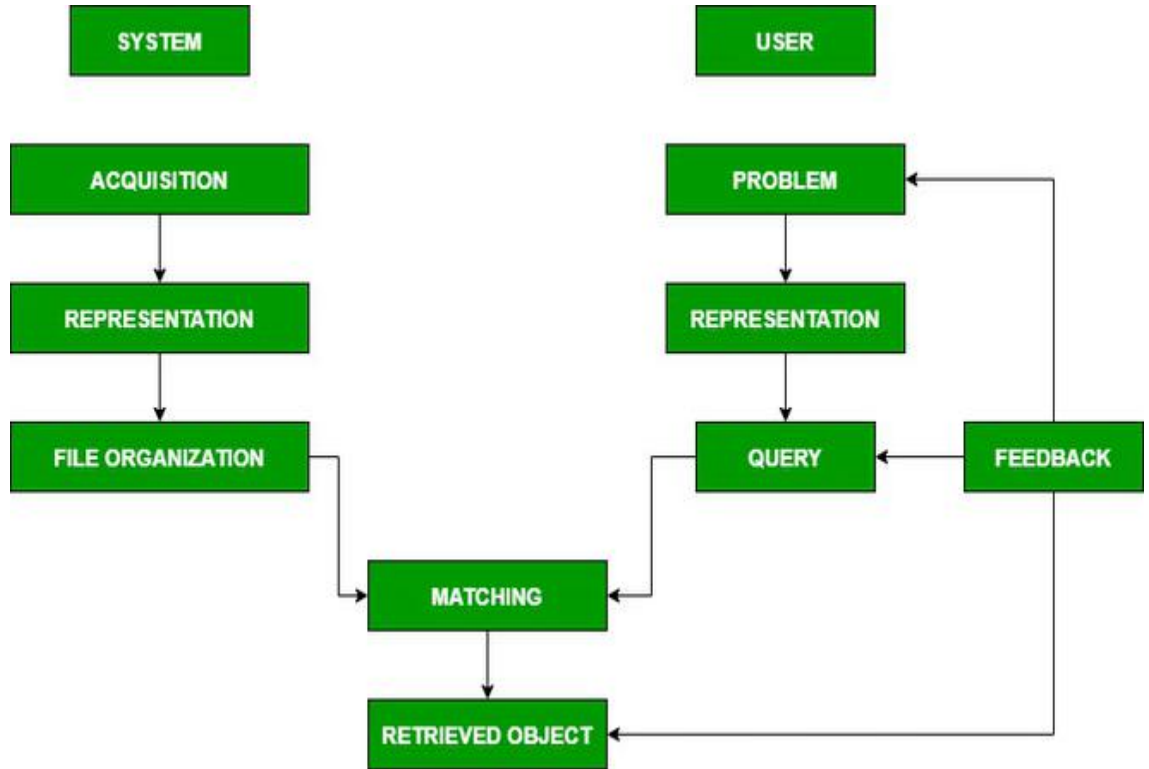 SYSTEM
USER
ACQUISITION
PROBLEM
REPRESENTATION
REPRESENTATION
FILE ORGANIZATION
QUERY
FEEDBACK
MATCHING
RETRIEVED OBJECT